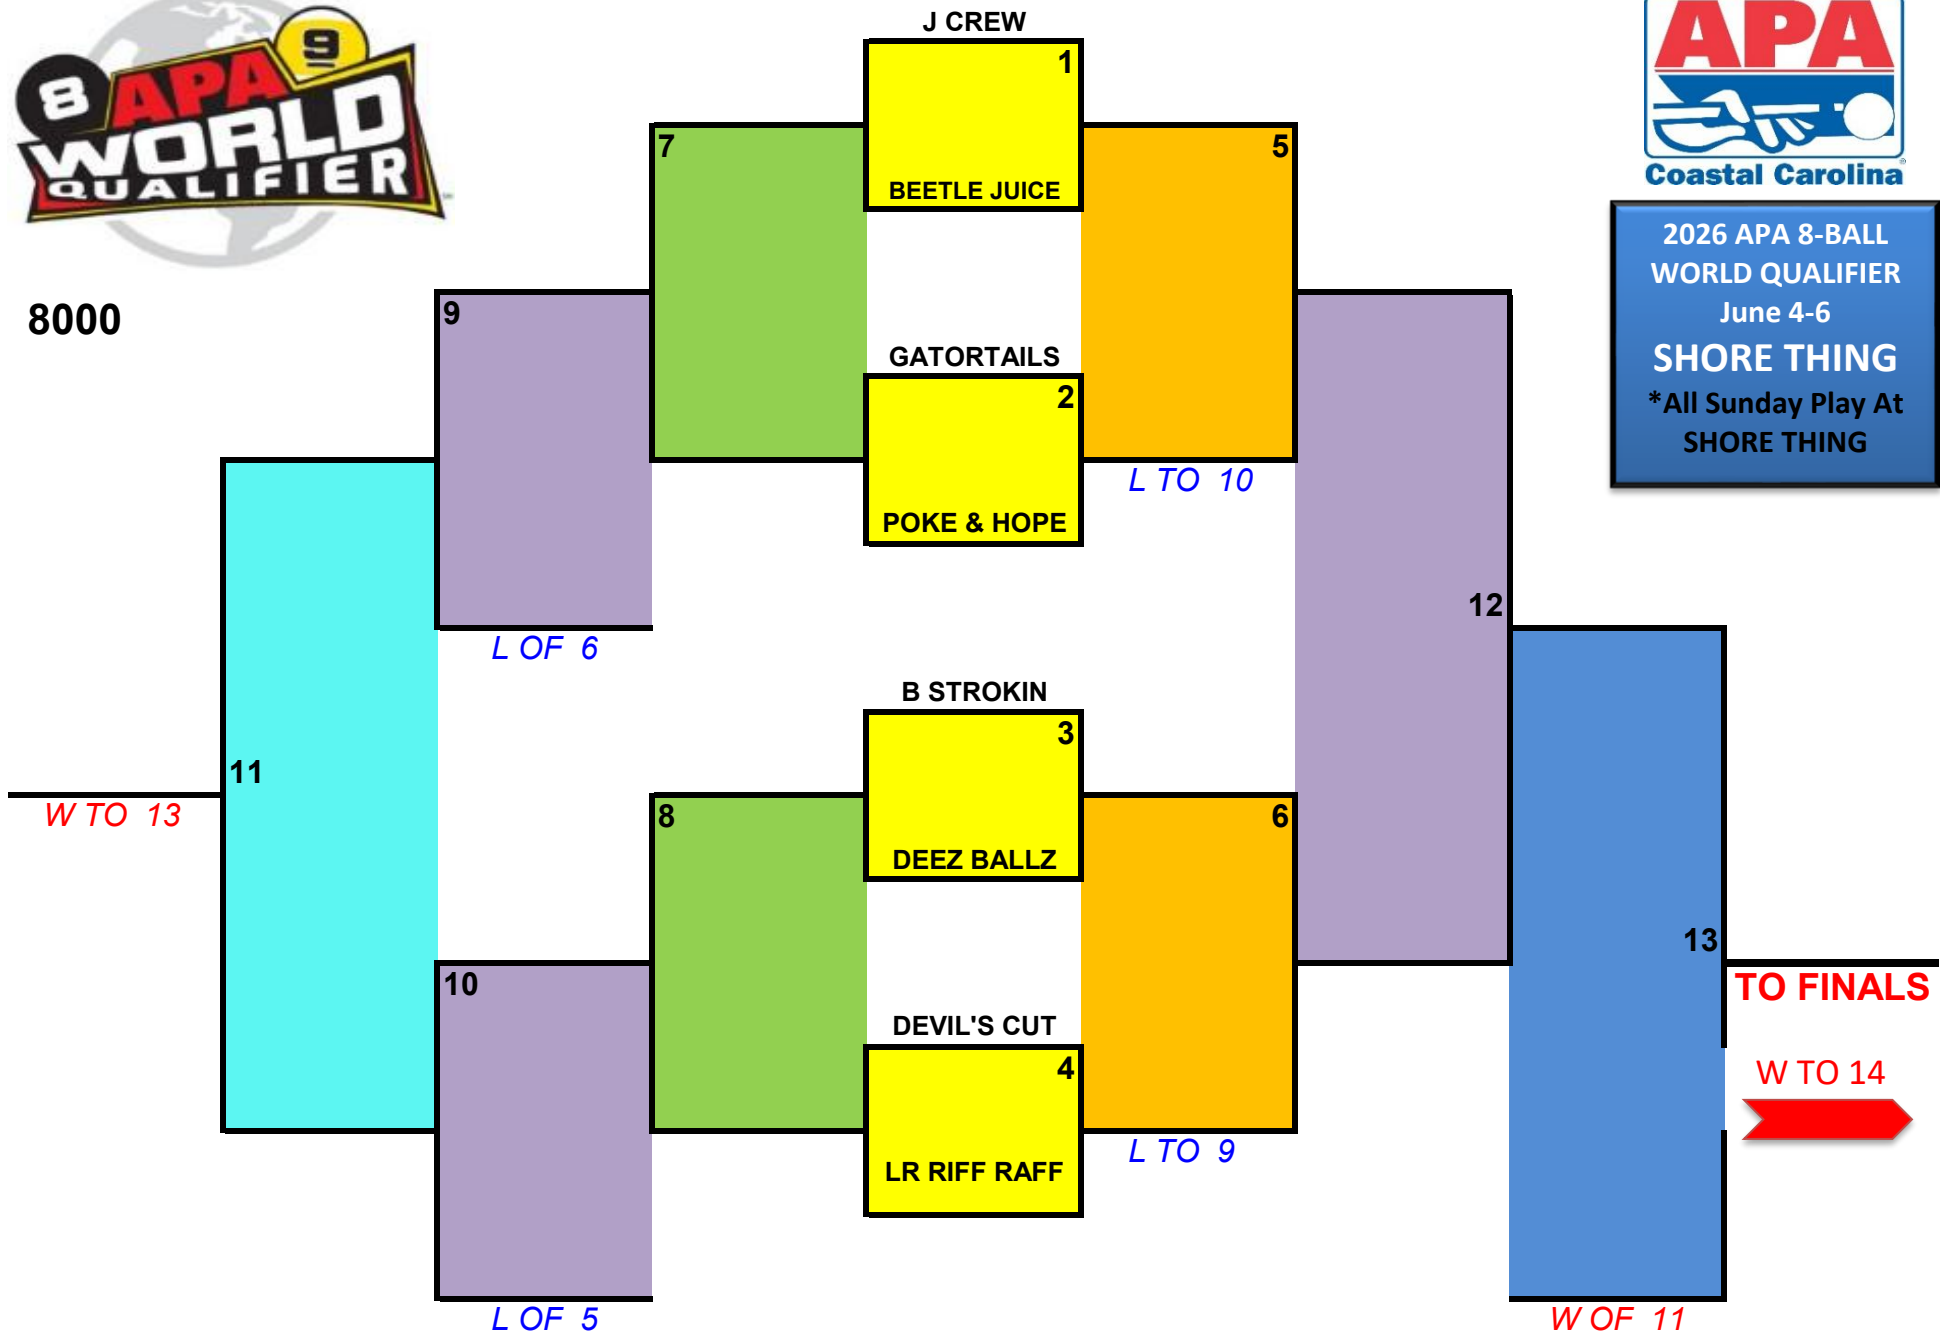 8 APA 9
WORLD
QUALIFIER
8000
J CREW
1
BEETLE JUICE
7
5
GATORTAILS
2
POKE & HOPE
L TO 10
9
L OF 6
B STROKIN
3
DEEZ BALLZ
8
6
12
11
W TO 13
DEVIL'S CUT
4
LR RIFF RAFF
L TO 9
10
L OF 5
13
TO FINALS
W TO 14
W OF 11
APA
Coastal Carolina
2026 APA 8-BALL
WORLD QUALIFIER
June 4-6
SHORE THING
*All Sunday Play At
SHORE THING